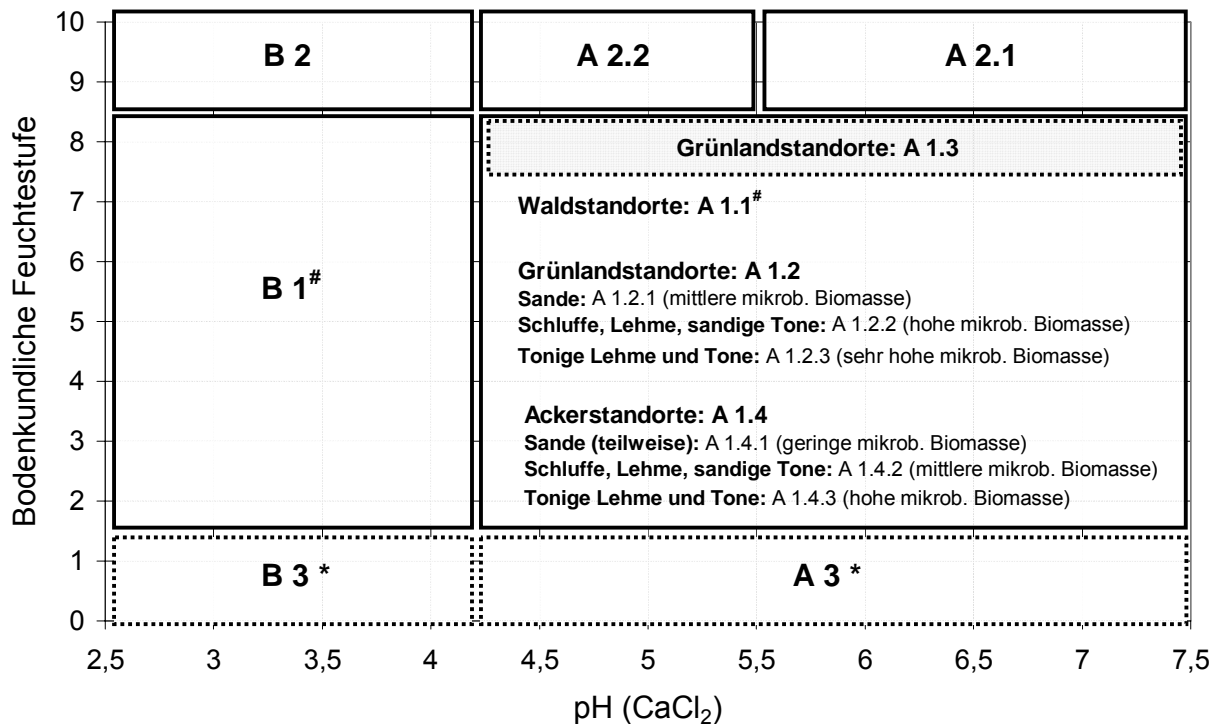 Bodenkundliche Feuchtestufe
10
9
8
7
6
5
4
3
2
1
0
B 2
A 2.2
A 2.1
Grünlandstandorte: A 1.3
Waldstandorte: A 1.1#
B 1#
Grünlandstandorte: A 1.2
Sande: A 1.2.1 (mittlere mikrob. Biomasse)
Schluffe, Lehme, sandige Tone: A 1.2.2 (hohe mikrob. Biomasse)
Tonige Lehme und Tone: A 1.2.3 (sehr hohe mikrob. Biomasse)
Ackerstandorte: A 1.4
Sande (teilweise): A 1.4.1 (geringe mikrob. Biomasse)
Schluffe, Lehme, sandige Tone: A 1.4.2 (mittlere mikrob. Biomasse)
Tonige Lehme und Tone: A 1.4.3 (hohe mikrob. Biomasse)
B 3 *
A 3 *
2,5 3 3,5 4 4,5 5 5,5 6 6,5 7 7,5
pH (CaCl₂)